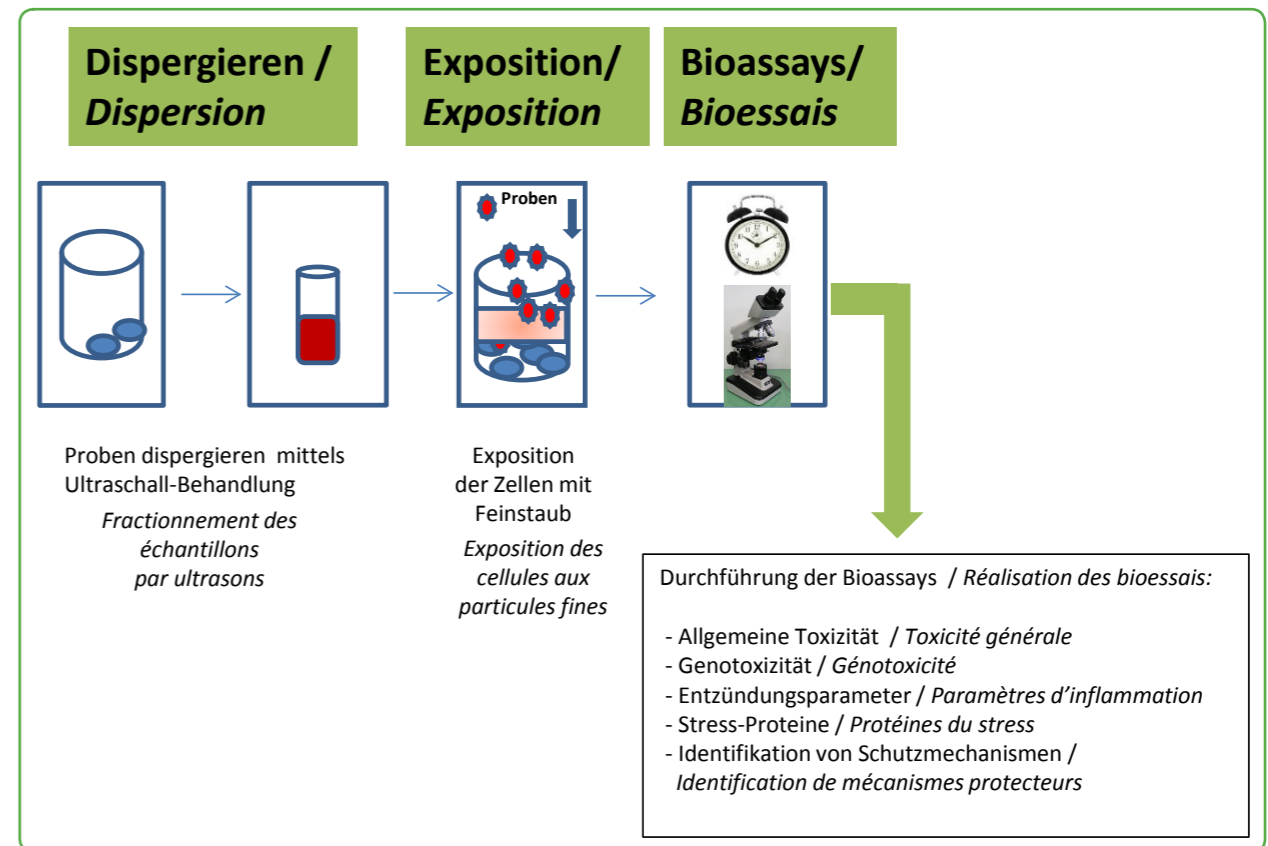 Dispergieren /
Dispersion
Exposition/
Exposition
Bioassays/
Bioessais
Proben
Proben dispergieren mittels
Ultraschall-Behandlung
Fractionnement des
échantillons
par ultrasons
Exposition
der Zellen mit
Feinstaub
Exposition des
cellules aux
particules fines
Durchführung der Bioassays / Réalisation des bioessais:
- Allgemeine Toxizität / Toxicité générale
- Genotoxizität / Génotoxicité
- Entzündungsparameter / Paramètres d’inflammation
- Stress-Proteine / Protéines du stress
- Identifikation von Schutzmechanismen /
Identification de mécanismes protecteurs